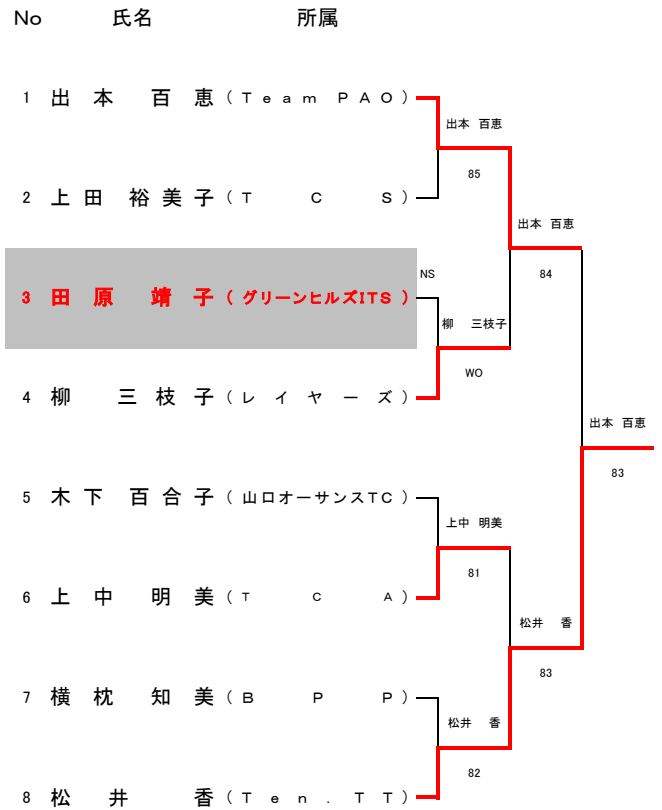 No 氏名 所属
1 出本 百恵 (Team PAO)
出本 百恵
85
2 上田 裕美子 (TCS)
出本 百恵
NS
84
3 田原 靖子 (グリーンヒルズITS)
柳 三枝子
WO
4 柳 三枝子 (レイヤーズ)
出本 百恵
83
5 木下 百合子 (山口オーサンスTC)
上中 明美
81
6 上中 明美 (TCA)
松井 香
83
7 横枕 知美 (BPP)
松井 香
82
8 松井 香 (Ten.TT)